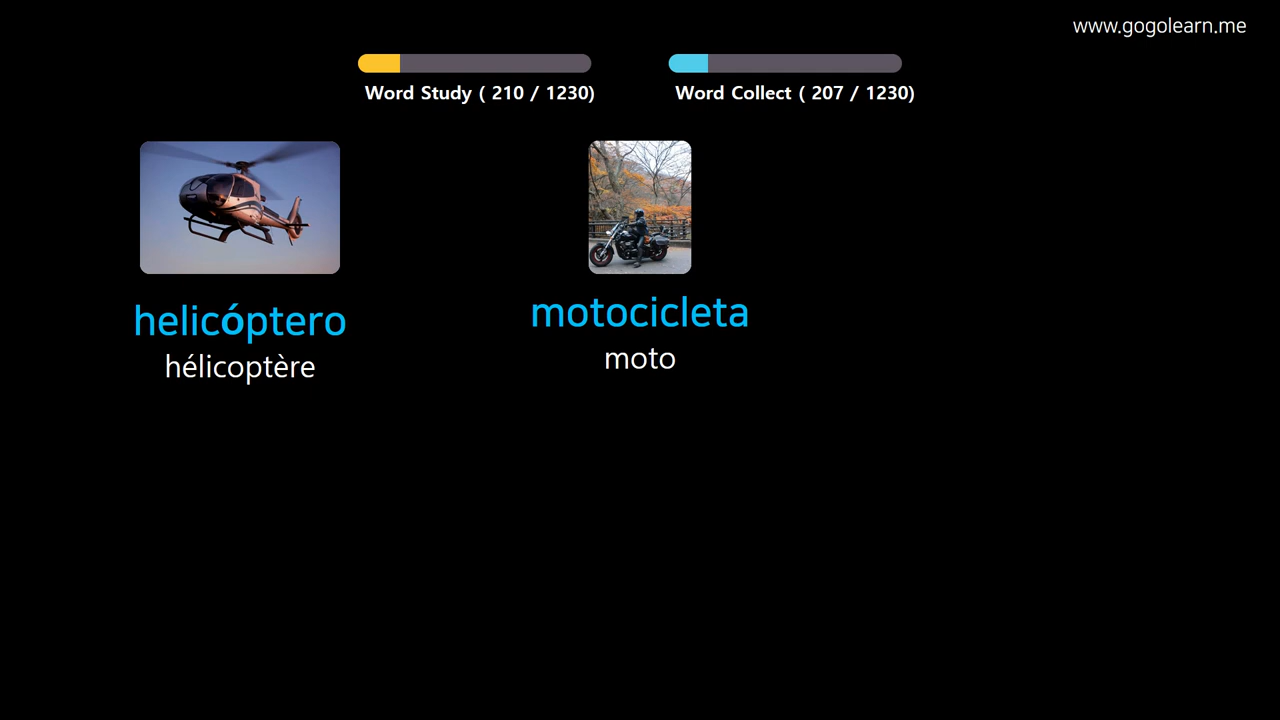 www.gogolearn.me
Word Study ( 210 / 1230)
Word Collect ( 207 / 1230)
helicóptero
hélicoptère
motocicleta
moto